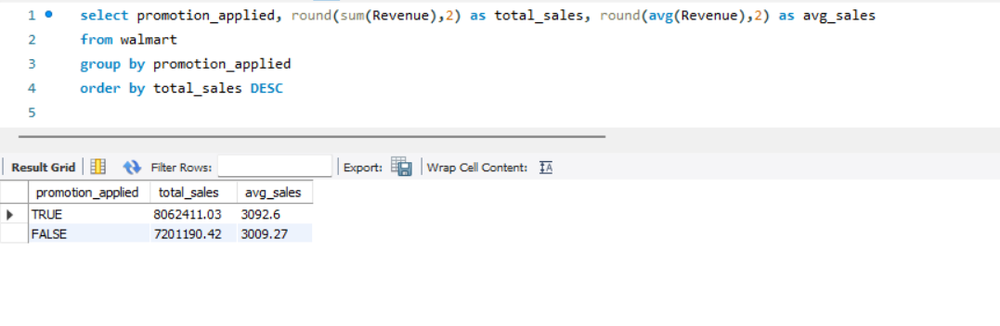 1 select promotion_applied, round(sum(Revenue),2) as total_sales, round(avg(Revenue),2) as avg_sales
2 from walmart
3 group by promotion_applied
4 order by total_sales DESC
5
Result Grid Filter Rows: Export: Wrap Cell Content: IA
promotion_applied total_sales avg_sales
TRUE 8062411.03 3092.6
FALSE 7201190.42 3009.27